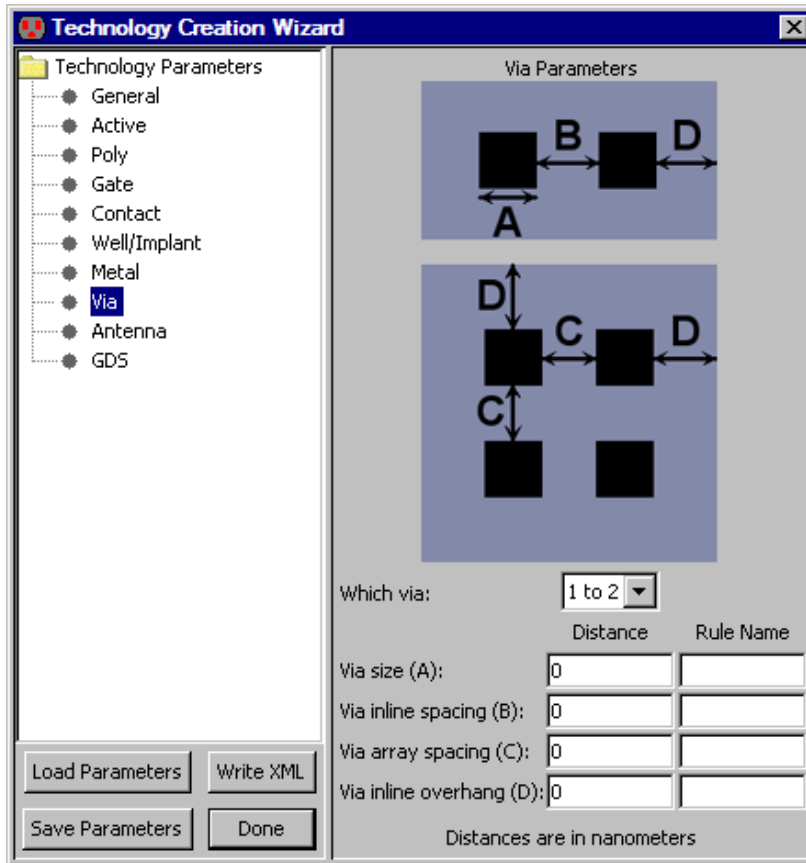 Technology Creation Wizard
Technology Parameters
General
Active
Poly
Gate
Contact
Well/Implant
Metal
Via
Antenna
GDS
Load Parameters
Write XML
Save Parameters
Done
Via Parameters
B
D
A
D
C
D
C
Which via:
1 to 2
Distance
Rule Name
Via size (A):
0
Via inline spacing (B):
0
Via array spacing (C):
0
Via inline overhang (D):
0
Distances are in nanometers